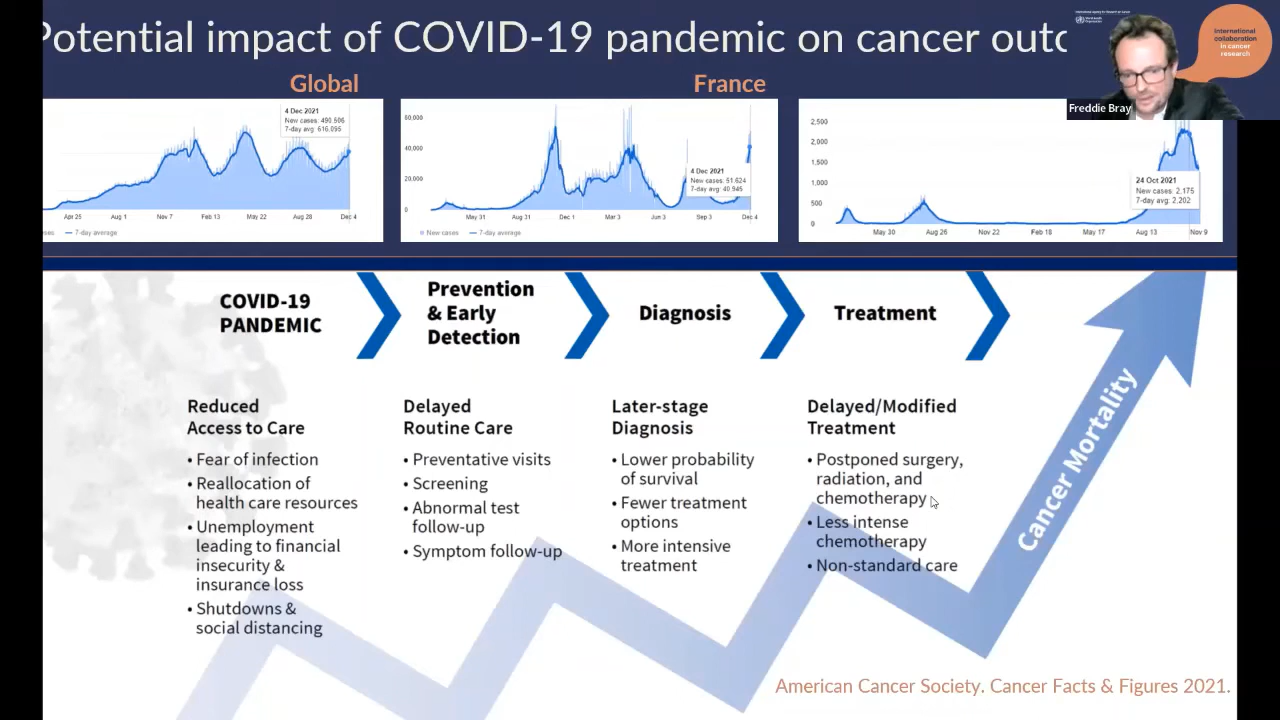 Potential impact of COVID-19 pandemic on cancer outc
International Agency for Research on Cancer
World Health
Organization
international
collaboration
in cancer
research
Freddie Bray
Global
France
4 Dec 2021
New cases: 490.506
7-day avg: 616.095
Apr 25 Aug 1 Nov 7 Feb 13 May 22 Aug 28 Dec 4
7-day average
60,000
40,000
20,000
0
4 Dec 2021
New cases: 51.624
7-day avg: 40.945
May 31 Aug 31 Dec 1 Mar 3 Jun 3 Sep 3 Dec 4
New cases 7-day average
2,500
2,000
1,500
1,000
500
0
24 Oct 2021
New cases: 2.175
7-day avg: 2,202
May 30 Aug 26 Nov 22 Feb 18 May 17 Aug 13 Nov 9
COVID-19
PANDEMIC
Prevention
& Early
Detection
Diagnosis
Treatment
Reduced
Access to Care
• Fear of infection
• Reallocation of
health care resources
• Unemployment
leading to financial
insecurity &
insurance loss
• Shutdowns &
social distancing
Delayed
Routine Care
• Preventative visits
• Screening
• Abnormal test
follow-up
• Symptom follow-up
Later-stage
Diagnosis
• Lower probability
of survival
• Fewer treatment
options
• More intensive
treatment
Delayed/Modified
Treatment
• Postponed surgery,
radiation, and
chemotherapy
• Less intense
chemotherapy
• Non-standard care
Cancer Mortality
American Cancer Society. Cancer Facts & Figures 2021.